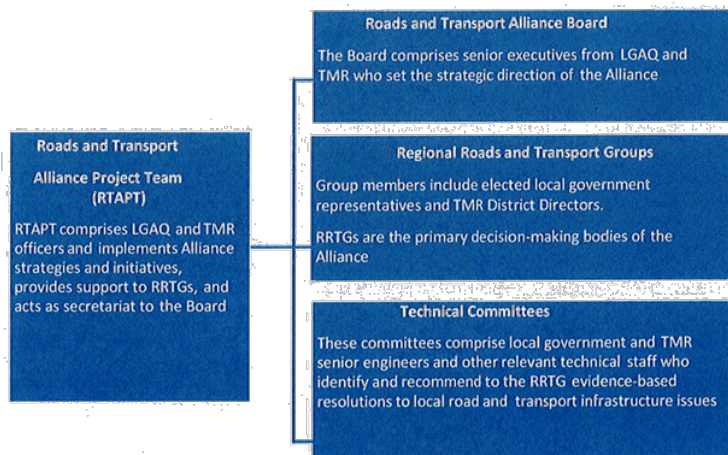 Roads and Transport
Alliance Project Team
(RTAPT)
RTAPT comprises LGAQ and TMR
officers and implements Alliance
strategies and initiatives,
provides support to RRTGs, and
acts as secretariat to the Board
Roads and Transport Alliance Board
The Board comprises senior executives from LGAQ and
TMR who set the strategic direction of the Alliance
Regional Roads and Transport Groups
Group members include elected local government
representatives and TMR District Directors.
RRTGs are the primary decision-making bodies of the
Alliance
Technical Committees
These committees comprise local government and TMR
senior engineers and other relevant technical staff who
identify and recommend to the RRTG evidence-based
resolutions to local road and transport infrastructure issues